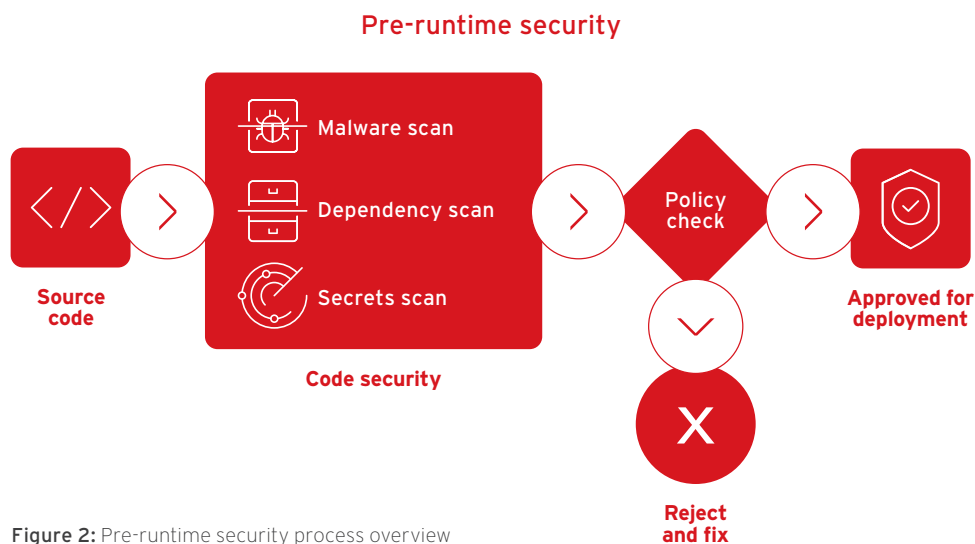 Pre-runtime security
Malware scan
Dependency scan
Secrets scan
Policy
check
Source
code
Code security
Approved for
deployment
X
Reject
and fix
Figure 2: Pre-runtime security process overview